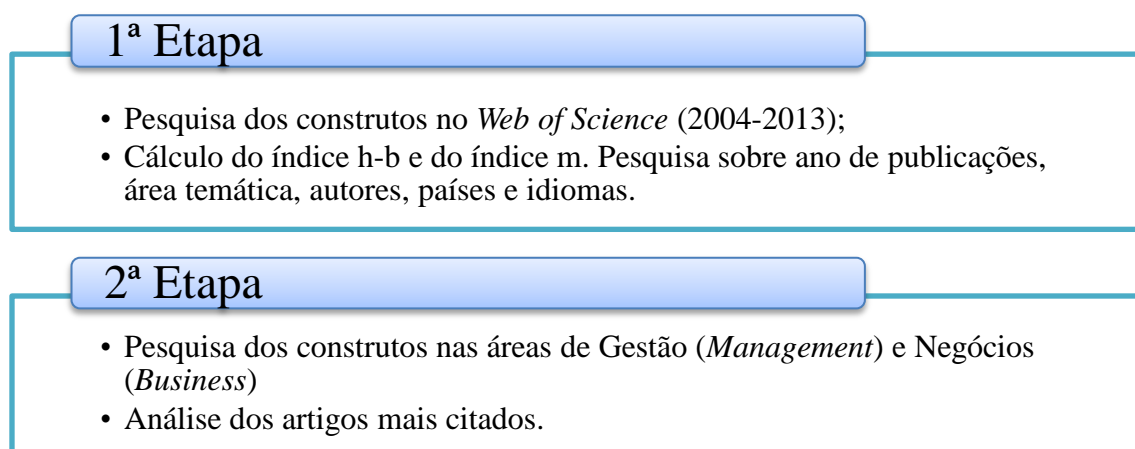 1ª Etapa
• Pesquisa dos construtos no Web of Science (2004-2013);
• Cálculo do índice h-b e do índice m. Pesquisa sobre ano de publicações,
área temática, autores, países e idiomas.
2ª Etapa
• Pesquisa dos construtos nas áreas de Gestão (Management) e Negócios
(Business)
• Análise dos artigos mais citados.